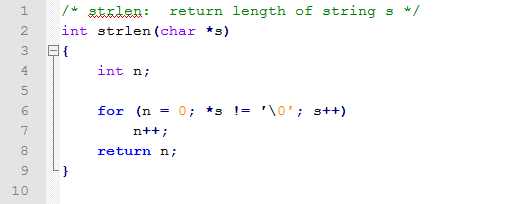 1 /* strlen:  return length of string s */
2 int strlen(char *s)
3 {
4     int n;
5
6     for (n = 0; *s != '\0'; s++)
7         n++;
8     return n;
9 }
10